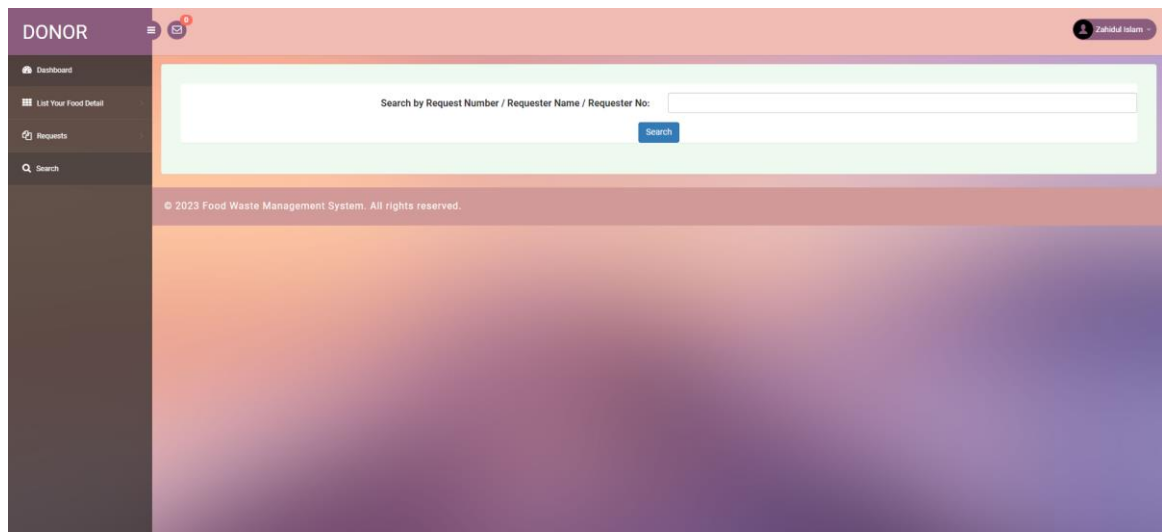 DONOR
0
Zahidul Islam
Dashboard
List Your Food Detail
Requests
Search
Search by Request Number / Requester Name / Requester No:
Search
© 2023 Food Waste Management System. All rights reserved.